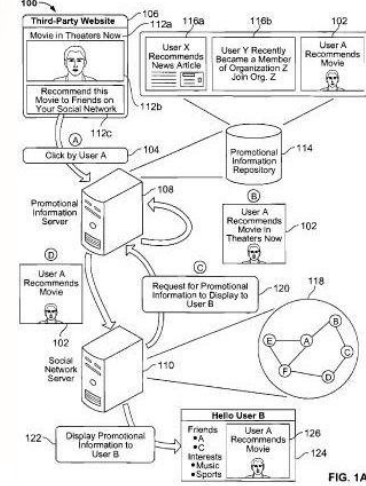 100
Third-Party Website
106
112a
Movie in Theaters Now
112b
Recommend this
Movie to Friends on
Your Social Network
112c
116a
User X
Recommends
News Article
116b
User Y Recently
Became a Member
of Organization Z
Join Org. Z
102
User A
Recommends
Movie
A
Click by User A
104
Promotional
Information
Repository
114
Promotional
Information
Server
108
B
User A
Recommends
Movie In
Theaters Now
102
D
User A
Recommends
Movie
102
C
Request for Promotional
Information to Display to
User B
120
118
B
A
E
C
F
D
Social
Network
Server
110
122
Display Promotional
Information to
User B
Hello User B
Friends
A
C
Interests
Music
Sports
User A
Recommends
Movie
126
124
FIG. 1A